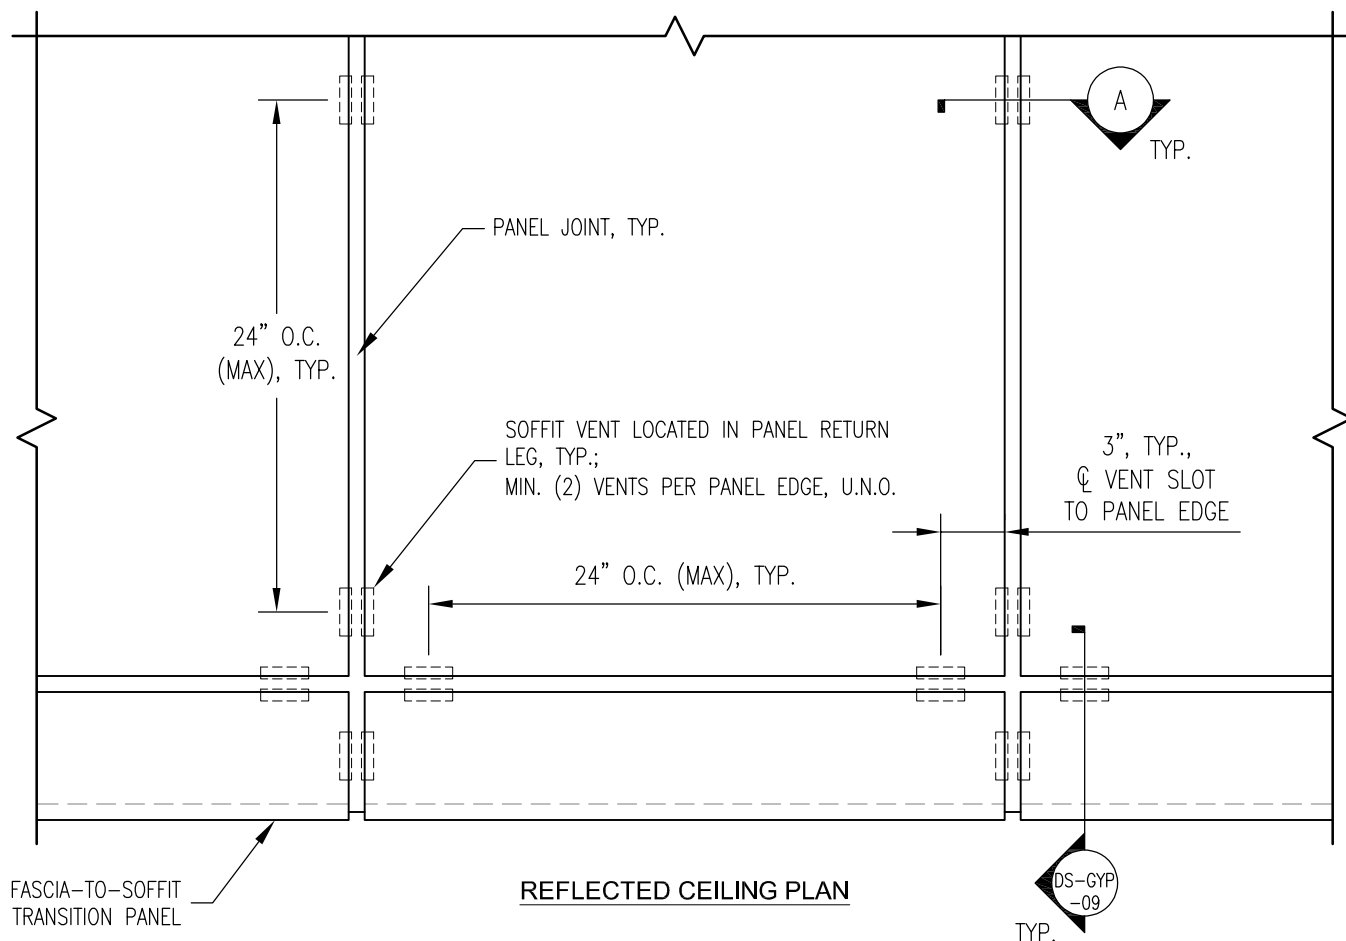 A
TYP.
PANEL JOINT, TYP.
24” O.C.
(MAX), TYP.
SOFFIT VENT LOCATED IN PANEL RETURN
LEG, TYP.;
MIN. (2) VENTS PER PANEL EDGE, U.N.O.
3”, TYP.,
℄ VENT SLOT
TO PANEL EDGE
24” O.C. (MAX), TYP.
FASCIA-TO-SOFFIT
TRANSITION PANEL
REFLECTED CEILING PLAN
DS-GYP
-09
TYP.